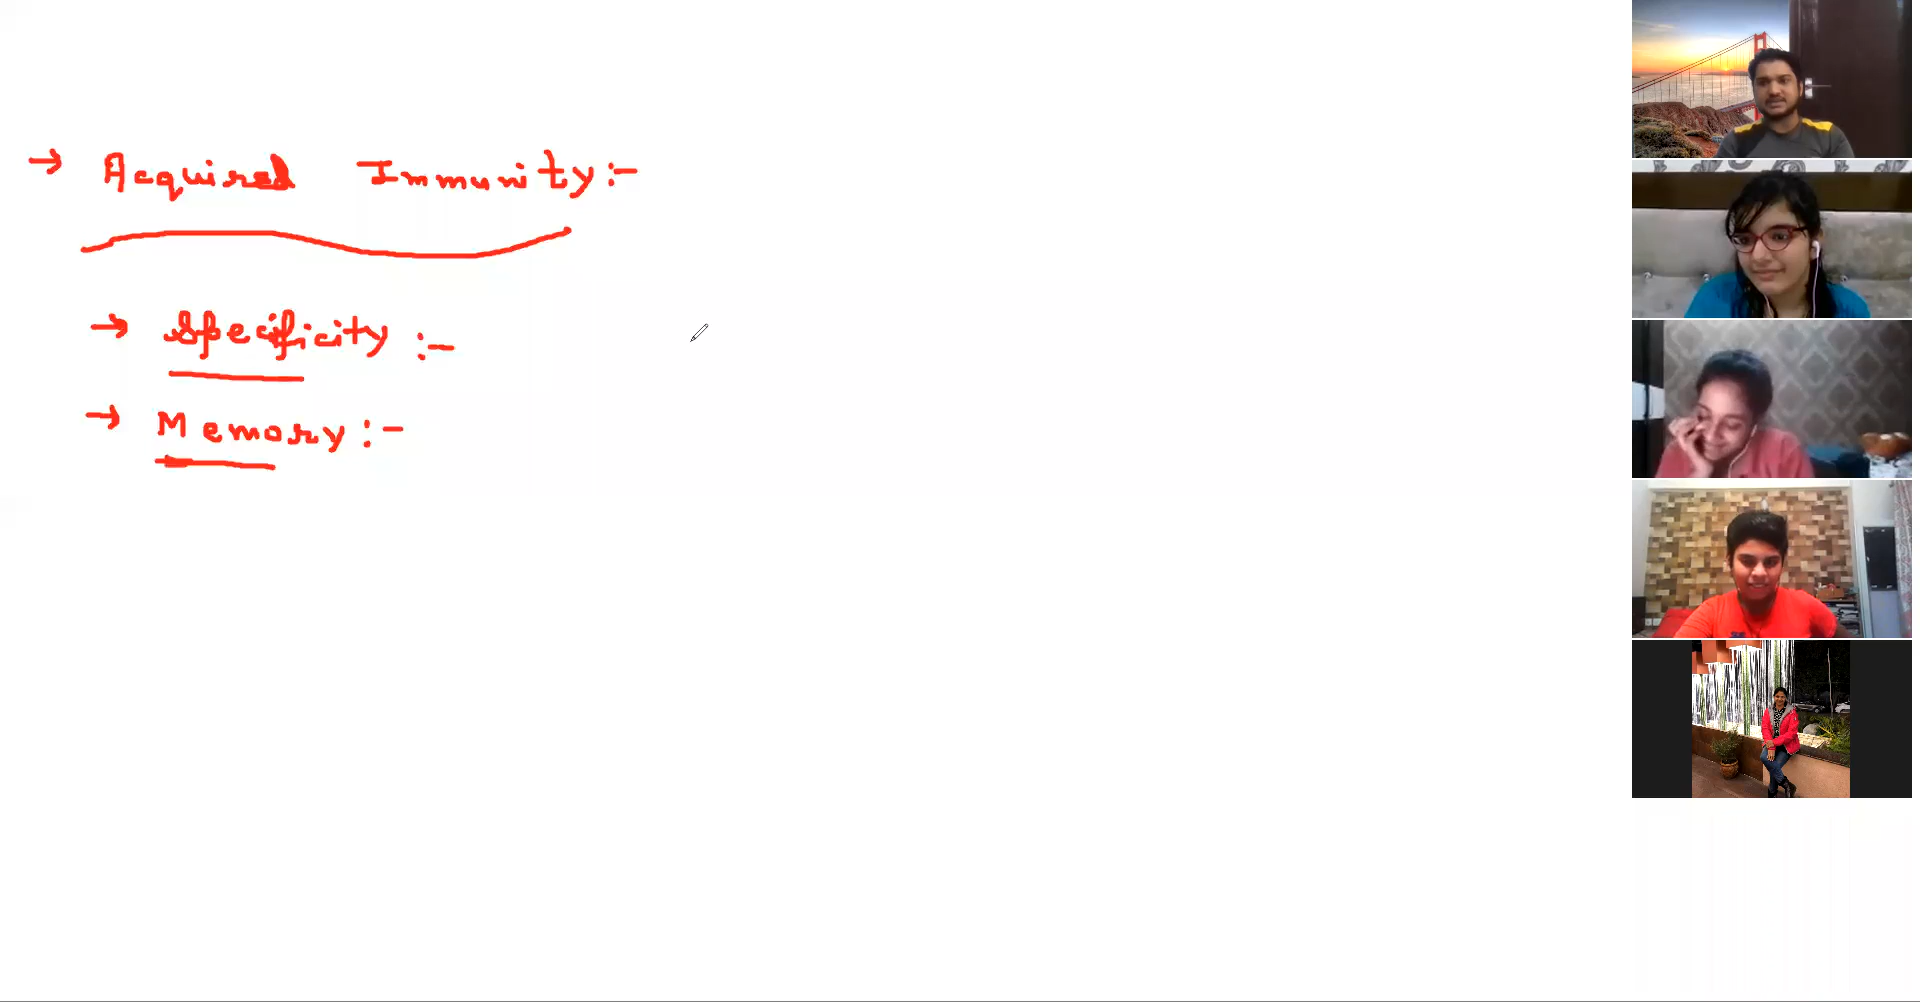 → Acquired Immunity:-
→ Specificity :-
→ Memory:-